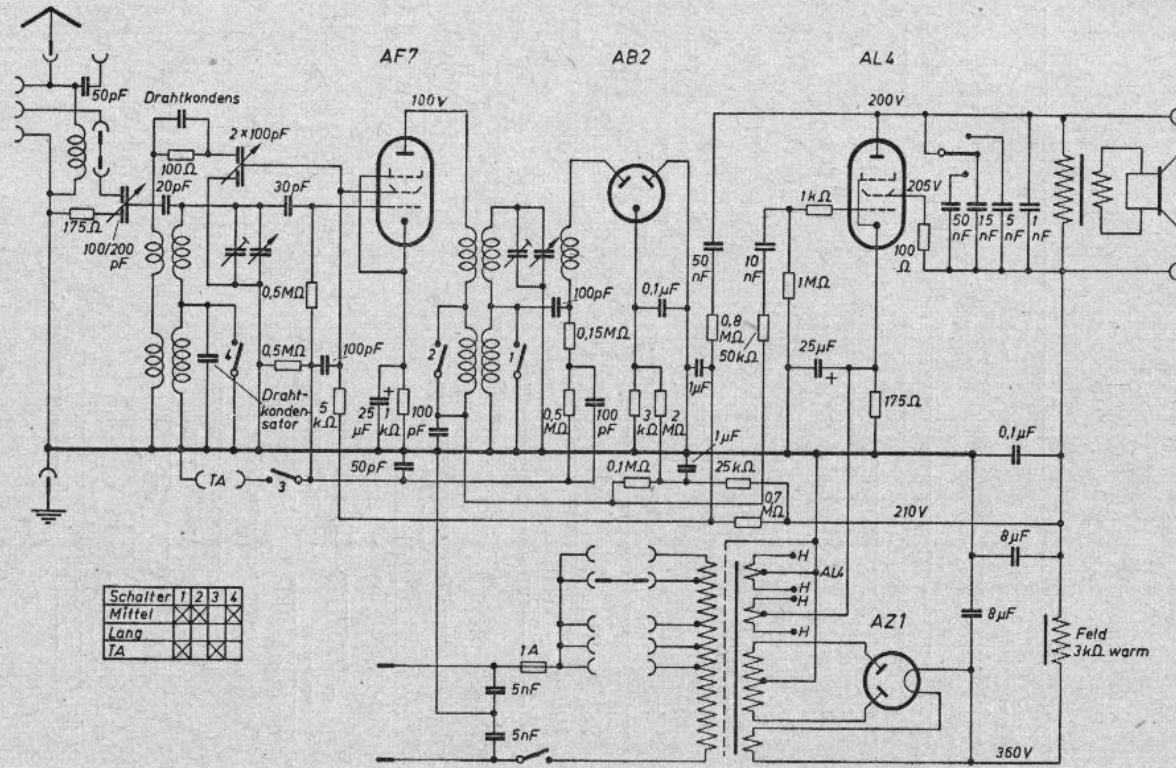 AF7
AB2
AL4
50pF
Drahtkondens
2×100pF
100Ω
20pF
30pF
175Ω
100/200
pF
0,5MΩ
0,5MΩ
100pF
4
Draht-
konden-
sator
5
kΩ
25
µF
+
1
kΩ
100
pF
50pF
100V
2
1
100pF
0,15MΩ
0,5
MΩ
100
pF
0,1µF
3
kΩ
2
MΩ
1µF
50
nF
0,8
MΩ
10
nF
50kΩ
1kΩ
1MΩ
25µF
+
200V
205V
100
Ω
175Ω
50
nF
15
nF
5
nF
1
nF
0,1µF
(TA)
3
0,1MΩ
1µF
25kΩ
0,7
MΩ
210V
8µF
8µF
H
AL4
H
H
H
AZ1
Feld
3kΩ warm
360V
1A
5nF
5nF
Schalter 1 2 3 4
Mittel
Lang
TA